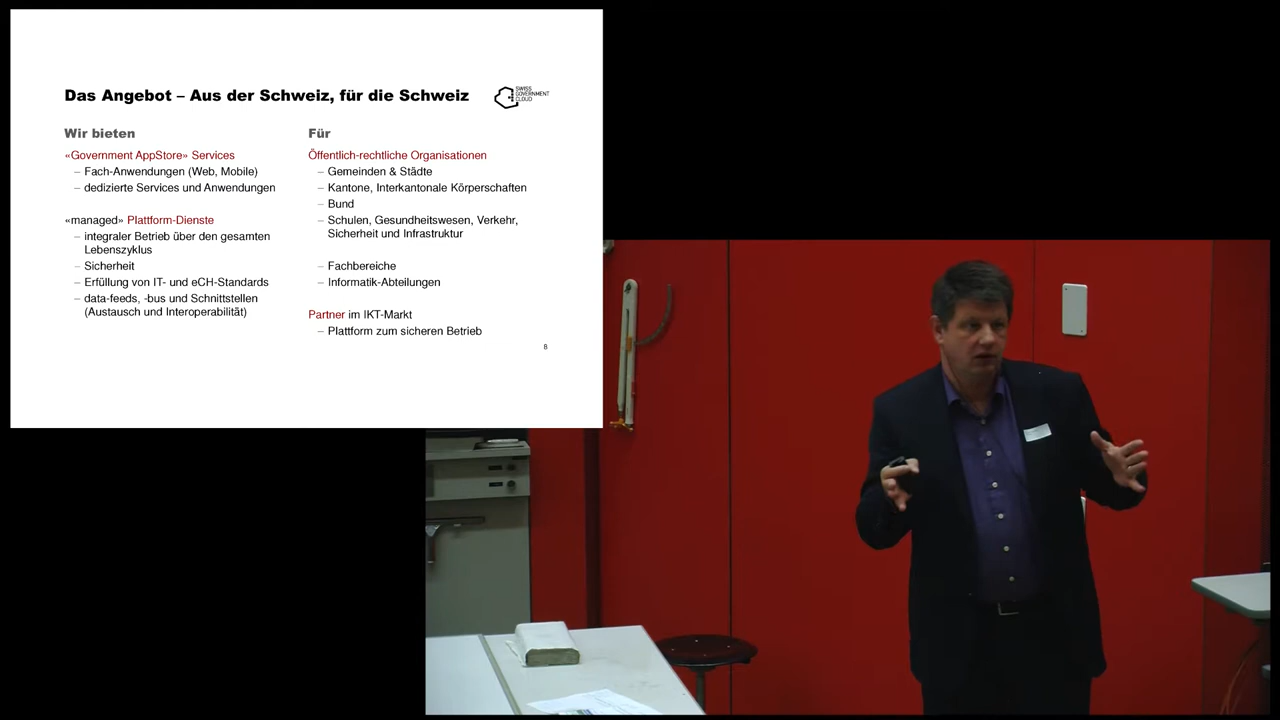 Das Angebot – Aus der Schweiz, für die Schweiz
SWISS
GOVERNMENT
CLOUD
Wir bieten
«Government AppStore» Services
– Fach-Anwendungen (Web, Mobile)
– dedizierte Services und Anwendungen
«managed» Plattform-Dienste
– integraler Betrieb über den gesamten
Lebenszyklus
– Sicherheit
– Erfüllung von IT- und eCH-Standards
– data-feeds, -bus und Schnittstellen
(Austausch und Interoperabilität)
Für
Öffentlich-rechtliche Organisationen
– Gemeinden & Städte
– Kantone, Interkantonale Körperschaften
– Bund
– Schulen, Gesundheitswesen, Verkehr,
Sicherheit und Infrastruktur
– Fachbereiche
– Informatik-Abteilungen
Partner im IKT-Markt
– Plattform zum sicheren Betrieb
8